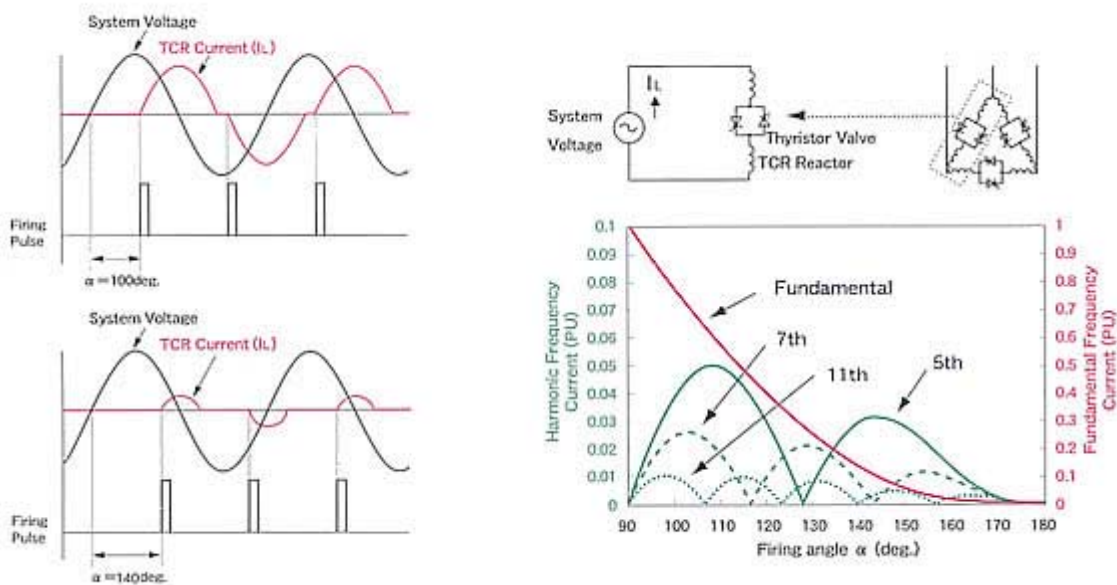 System Voltage
TCR Current (IL)
Firing
Pulse
α=100deg.
System Voltage
TCR Current (IL)
Firing
Pulse
α=140deg.
IL
System
Voltage
Thyristor Valve
TCR Reactor
Harmonic Frequency
Current (PU)
0.1
0.09
0.08
0.07
0.06
0.05
0.04
0.03
0.02
0.01
0
Fundamental
7th
11th
5th
1
0.9
0.8
0.7
0.6
0.5
0.4
0.3
0.2
0.1
0
Fundamental Frequency
Current (PU)
90 100 110 120 130 140 150 160 170 180
Firing angle α (deg.)